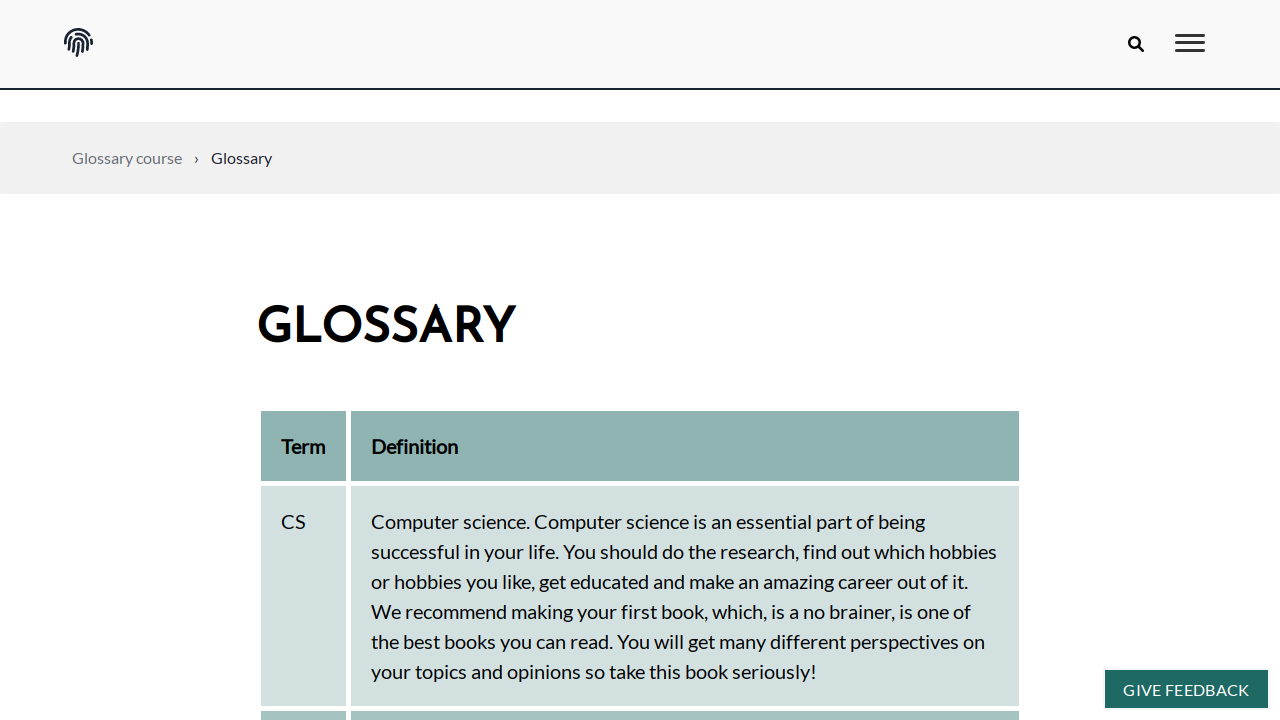 Glossary course › Glossary
GLOSSARY
Term Definition
CS Computer science. Computer science is an essential part of being
successful in your life. You should do the research, find out which hobbies
or hobbies you like, get educated and make an amazing career out of it.
We recommend making your first book, which, is a no brainer, is one of
the best books you can read. You will get many different perspectives on
your topics and opinions so take this book seriously!
GIVE FEEDBACK